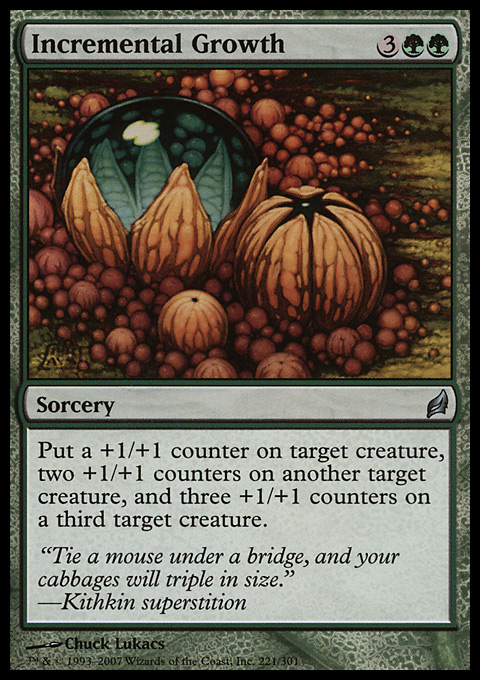 Incremental Growth 3
Sorcery
Put a +1/+1 counter on target creature,
two +1/+1 counters on another target
creature, and three +1/+1 counters on
a third target creature.
“Tie a mouse under a bridge, and your
cabbages will triple in size.”
—Kithkin superstition
Chuck Lukacs
™ & © 1993–2007 Wizards of the Coast, Inc. 221/301